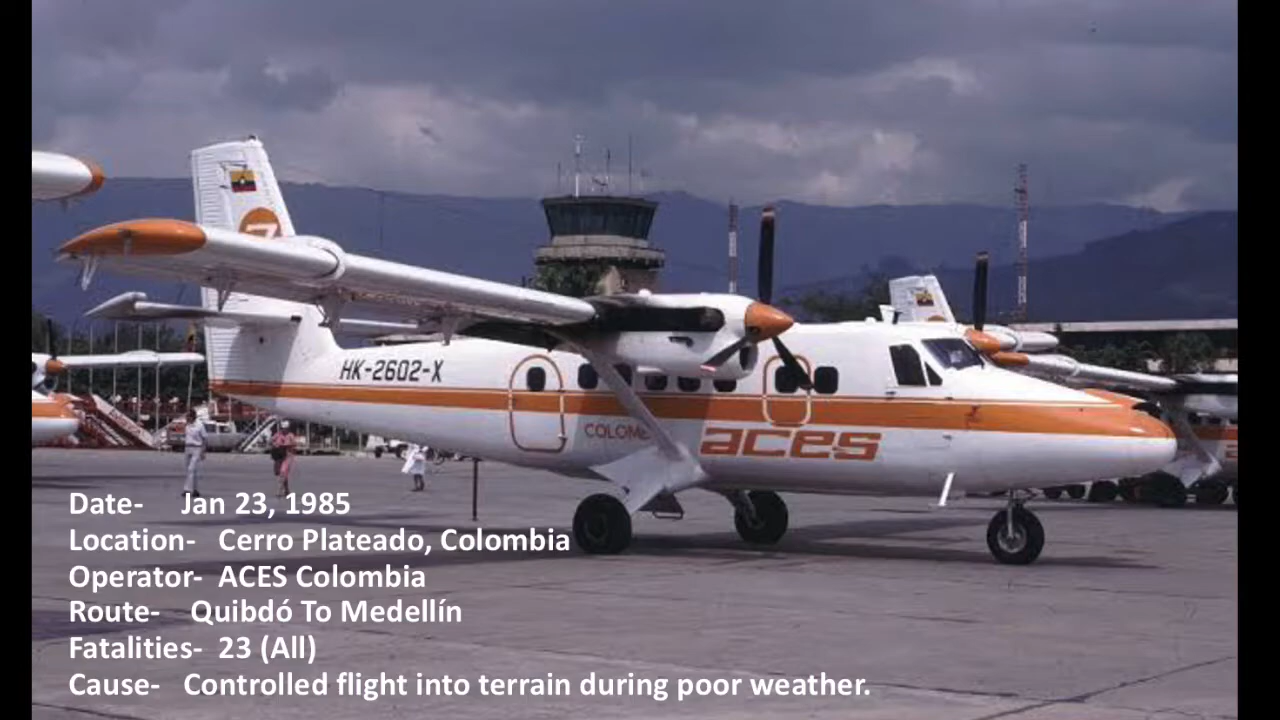 7
HK-2602-X
COLOM
aces
Date- Jan 23, 1985
Location- Cerro Plateado, Colombia
Operator- ACES Colombia
Route- Quibdó To Medellín
Fatalities- 23 (All)
Cause- Controlled flight into terrain during poor weather.